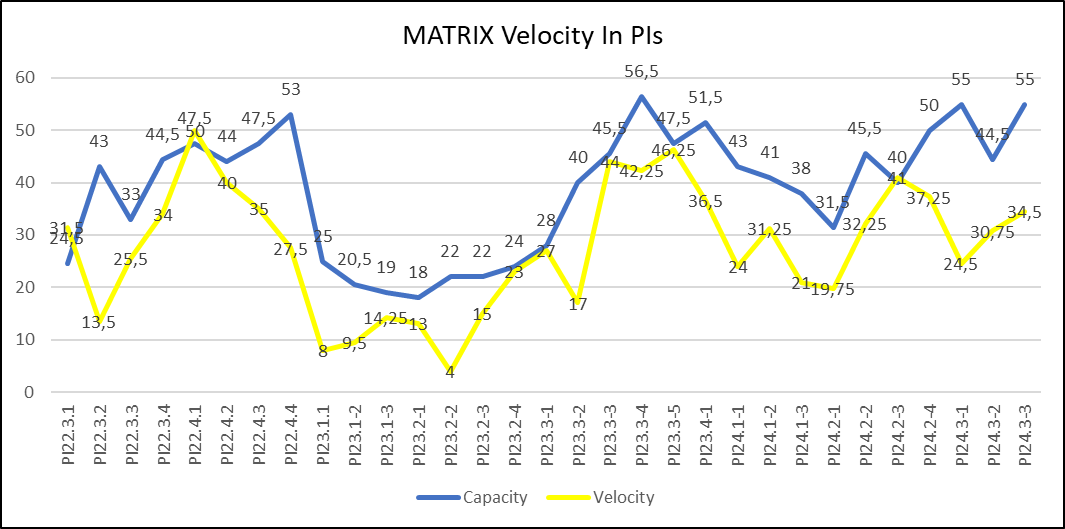 MATRIX Velocity In PIs
60
50
40
30
20
10
0
24,5
43
33
44,5
47,5
44
47,5
53
25
20,5
19
18
22
22
24
28
40
45,5
56,5
47,5
51,5
43
41
38
31,5
45,5
40
50
55
44,5
55
31,5
13,5
25,5
34
50
40
35
27,5
8
9,5
14,25
13
4
15
23
27
17
44
42,25
46,25
36,5
24
31,25
21
19,75
32,25
41
37,25
24,5
30,75
34,5
PI22.3.1
PI22.3.2
PI22.3.3
PI22.3.4
PI22.4.1
PI22.4.2
PI22.4.3
PI22.4.4
PI23.1.1
PI23.1-2
PI23.1-3
PI23.2-1
PI23.2-2
PI23.2-3
PI23.2-4
PI23.3-1
PI23.3-2
PI23.3-3
PI23.3-4
PI23.3-5
PI23.4-1
PI24.1-1
PI24.1-2
PI24.1-3
PI24.2-1
PI24.2-2
PI24.2-3
PI24.2-4
PI24.3-1
PI24.3-2
PI24.3-3
Capacity
Velocity